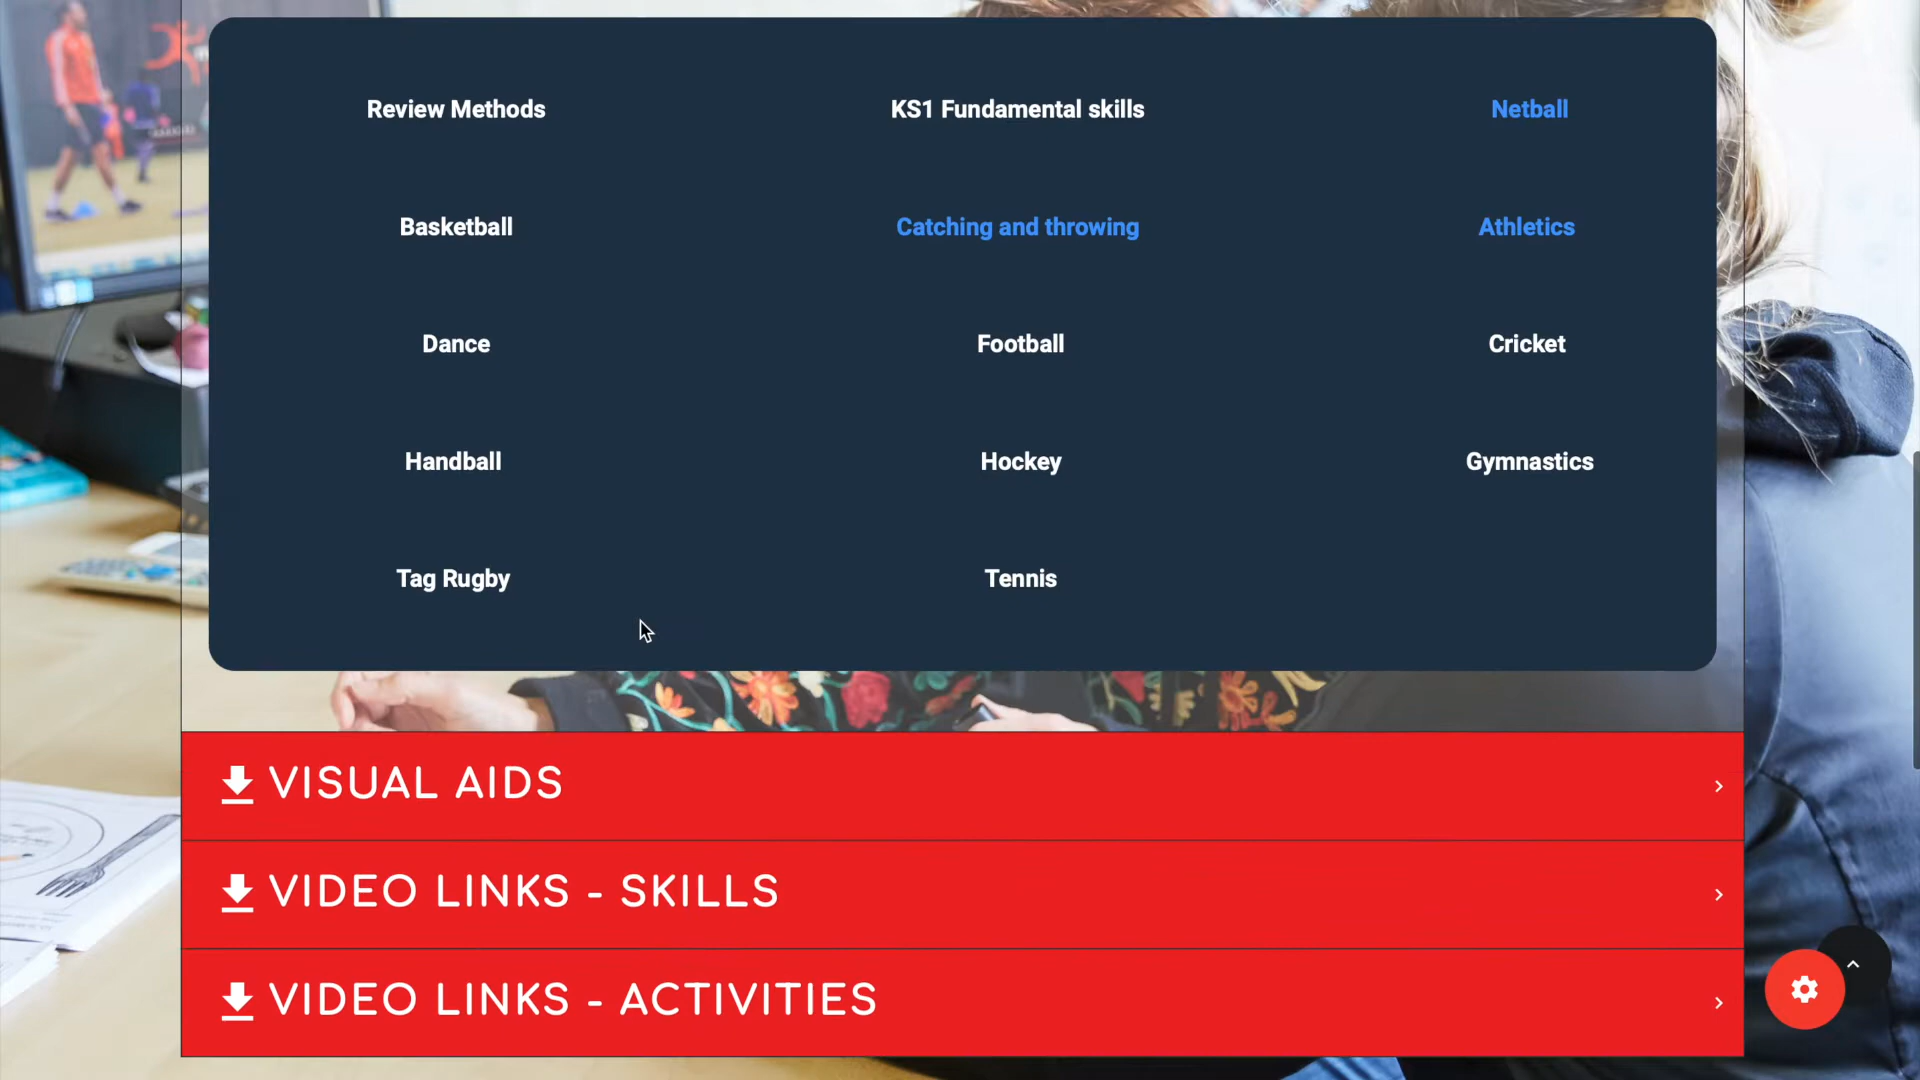 Review Methods KS1 Fundamental skills Netball
Basketball Catching and throwing Athletics
Dance Football Cricket
Handball Hockey Gymnastics
Tag Rugby Tennis
VISUAL AIDS
VIDEO LINKS - SKILLS
VIDEO LINKS - ACTIVITIES